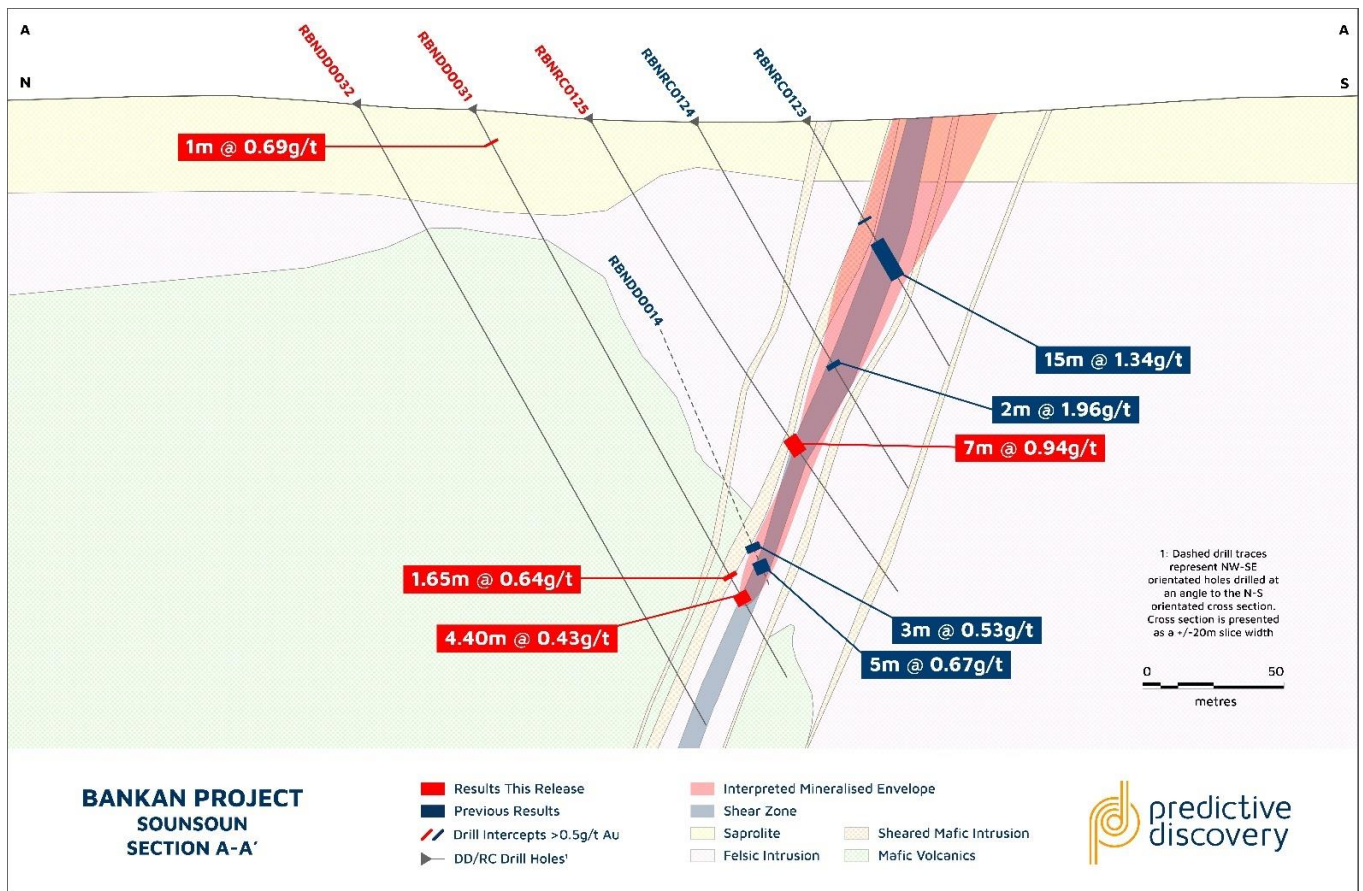 A
A
N
S
RBNDD0032
RBNDD0031
RBNRC0125
RBNRC0124
RBNRC0123
1m @ 0.69g/t
RBNDD0014
15m @ 1.34g/t
2m @ 1.96g/t
7m @ 0.94g/t
1.65m @ 0.64g/t
4.40m @ 0.43g/t
3m @ 0.53g/t
5m @ 0.67g/t
1: Dashed drill traces
represent NW-SE
orientated holes drilled at
an angle to the N-S
orientated cross section.
Cross section is presented
as a +/-20m slice width
0 50
metres
BANKAN PROJECT
SOUNSOUN
SECTION A-A′
Results This Release
Previous Results
Drill Intercepts >0.5g/t Au
DD/RC Drill Holes¹
Interpreted Mineralised Envelope
Shear Zone
Saprolite
Felsic Intrusion
Sheared Mafic Intrusion
Mafic Volcanics
predictive
discovery